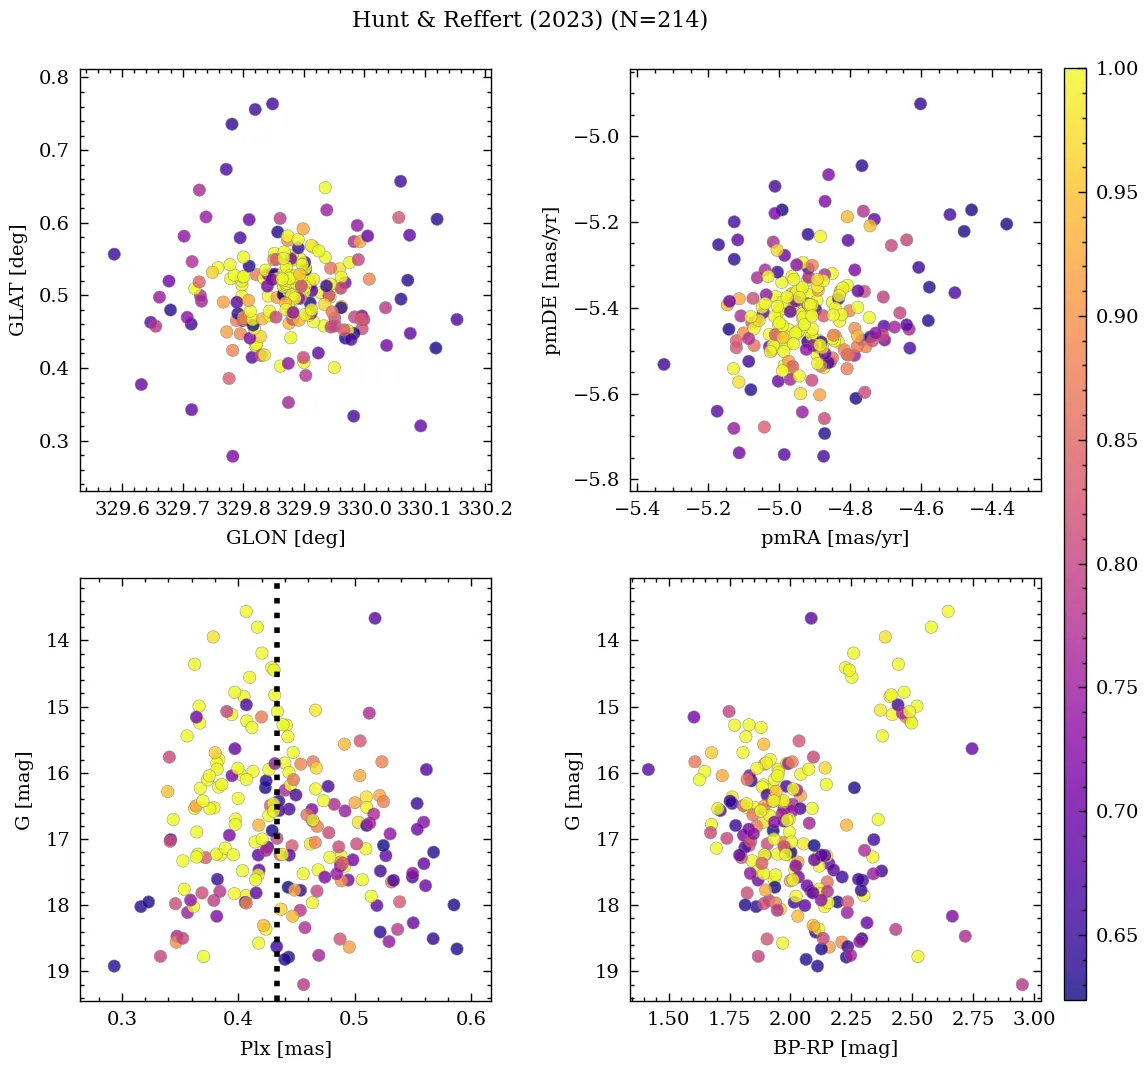 Hunt & Reffert (2023) (N=214)
0.8
0.7
0.6
0.5
0.4
0.3
GLAT [deg]
329.6 329.7 329.8 329.9 330.0 330.1 330.2
GLON [deg]
−5.0
−5.2
−5.4
−5.6
−5.8
pmDE [mas/yr]
−5.4 −5.2 −5.0 −4.8 −4.6 −4.4
pmRA [mas/yr]
14
15
16
17
18
19
G [mag]
0.3 0.4 0.5 0.6
Plx [mas]
14
15
16
17
18
19
G [mag]
1.50 1.75 2.00 2.25 2.50 2.75 3.00
BP-RP [mag]
1.00
0.95
0.90
0.85
0.80
0.75
0.70
0.65